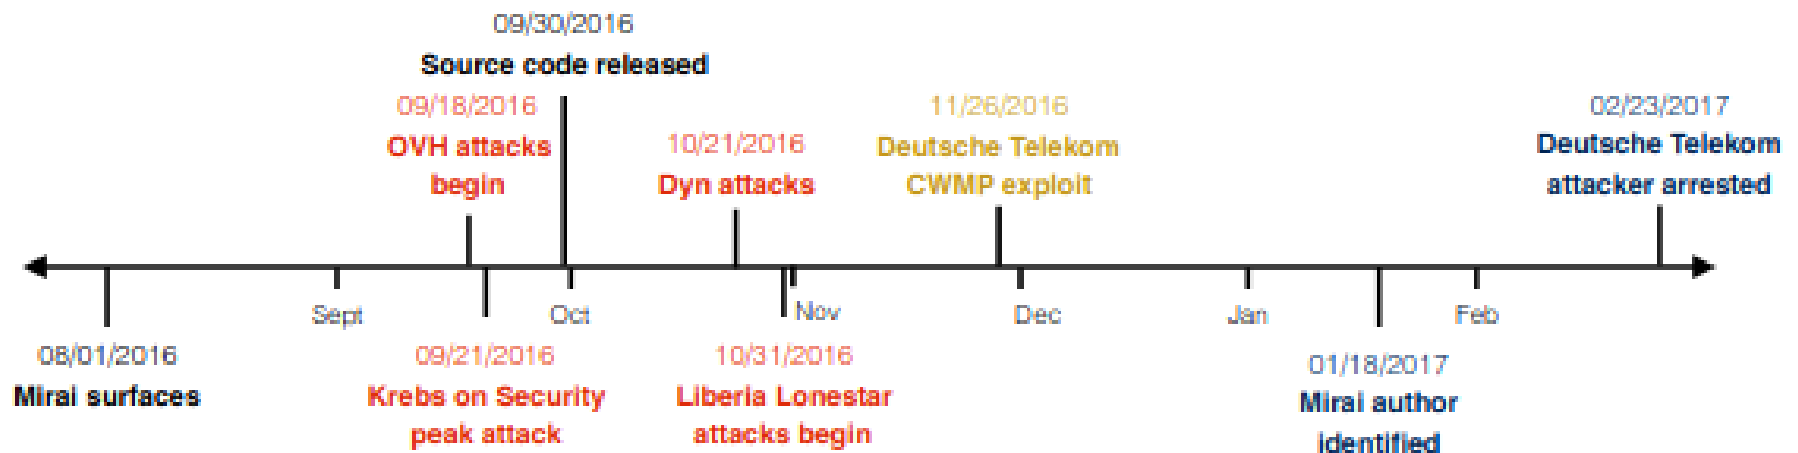 09/30/2016
Source code released
09/18/2016
OVH attacks
begin
10/21/2016
Dyn attacks
11/26/2016
Deutsche Telekom
CWMP exploit
02/23/2017
Deutsche Telekom
attacker arrested
Sept
Oct
Nov
Dec
Jan
Feb
08/01/2016
Mirai surfaces
09/21/2016
Krebs on Security
peak attack
10/31/2016
Liberia Lonestar
attacks begin
01/18/2017
Mirai author
identified